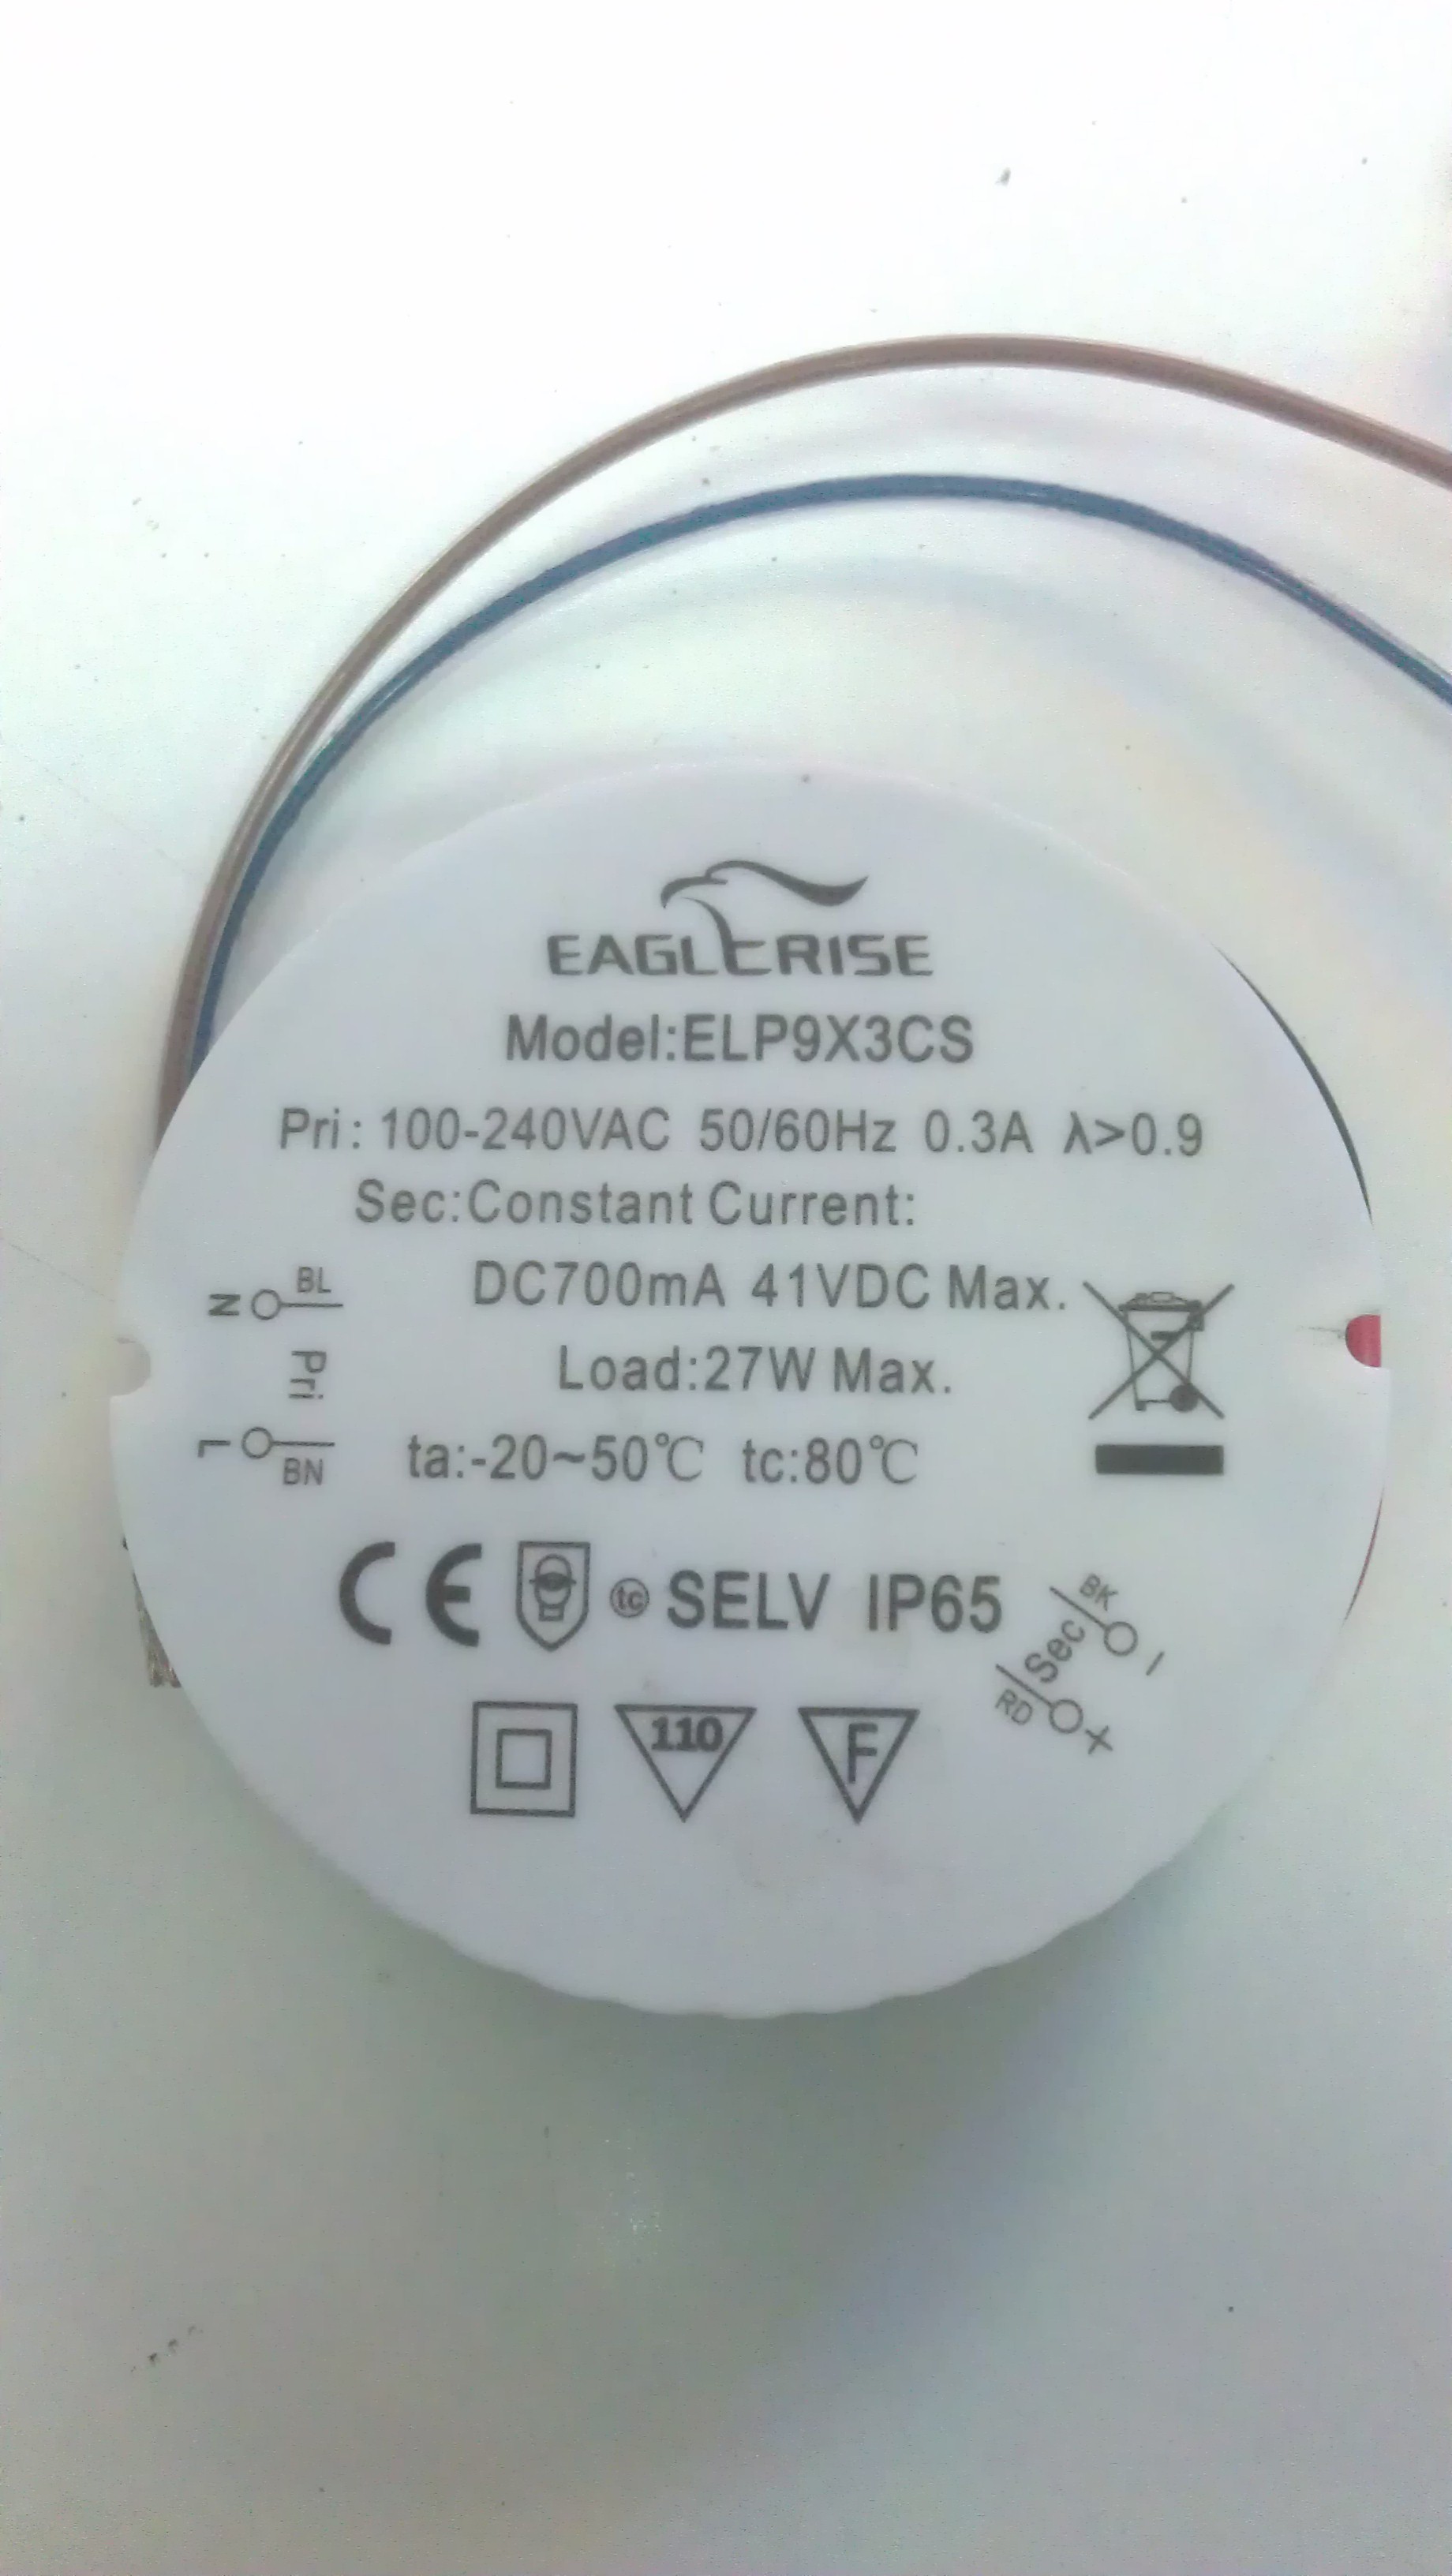 EAGLERISE
Model:ELP9X3CS
Pri: 100-240VAC 50/60Hz 0.3A λ>0.9
Sec:Constant Current:
DC700mA 41VDC Max.
Load:27W Max.
ta:-20~50℃ tc:80℃
N BL
Pri
L BN
CE tc SELV IP65
BK -
Sec
RD +
110 F